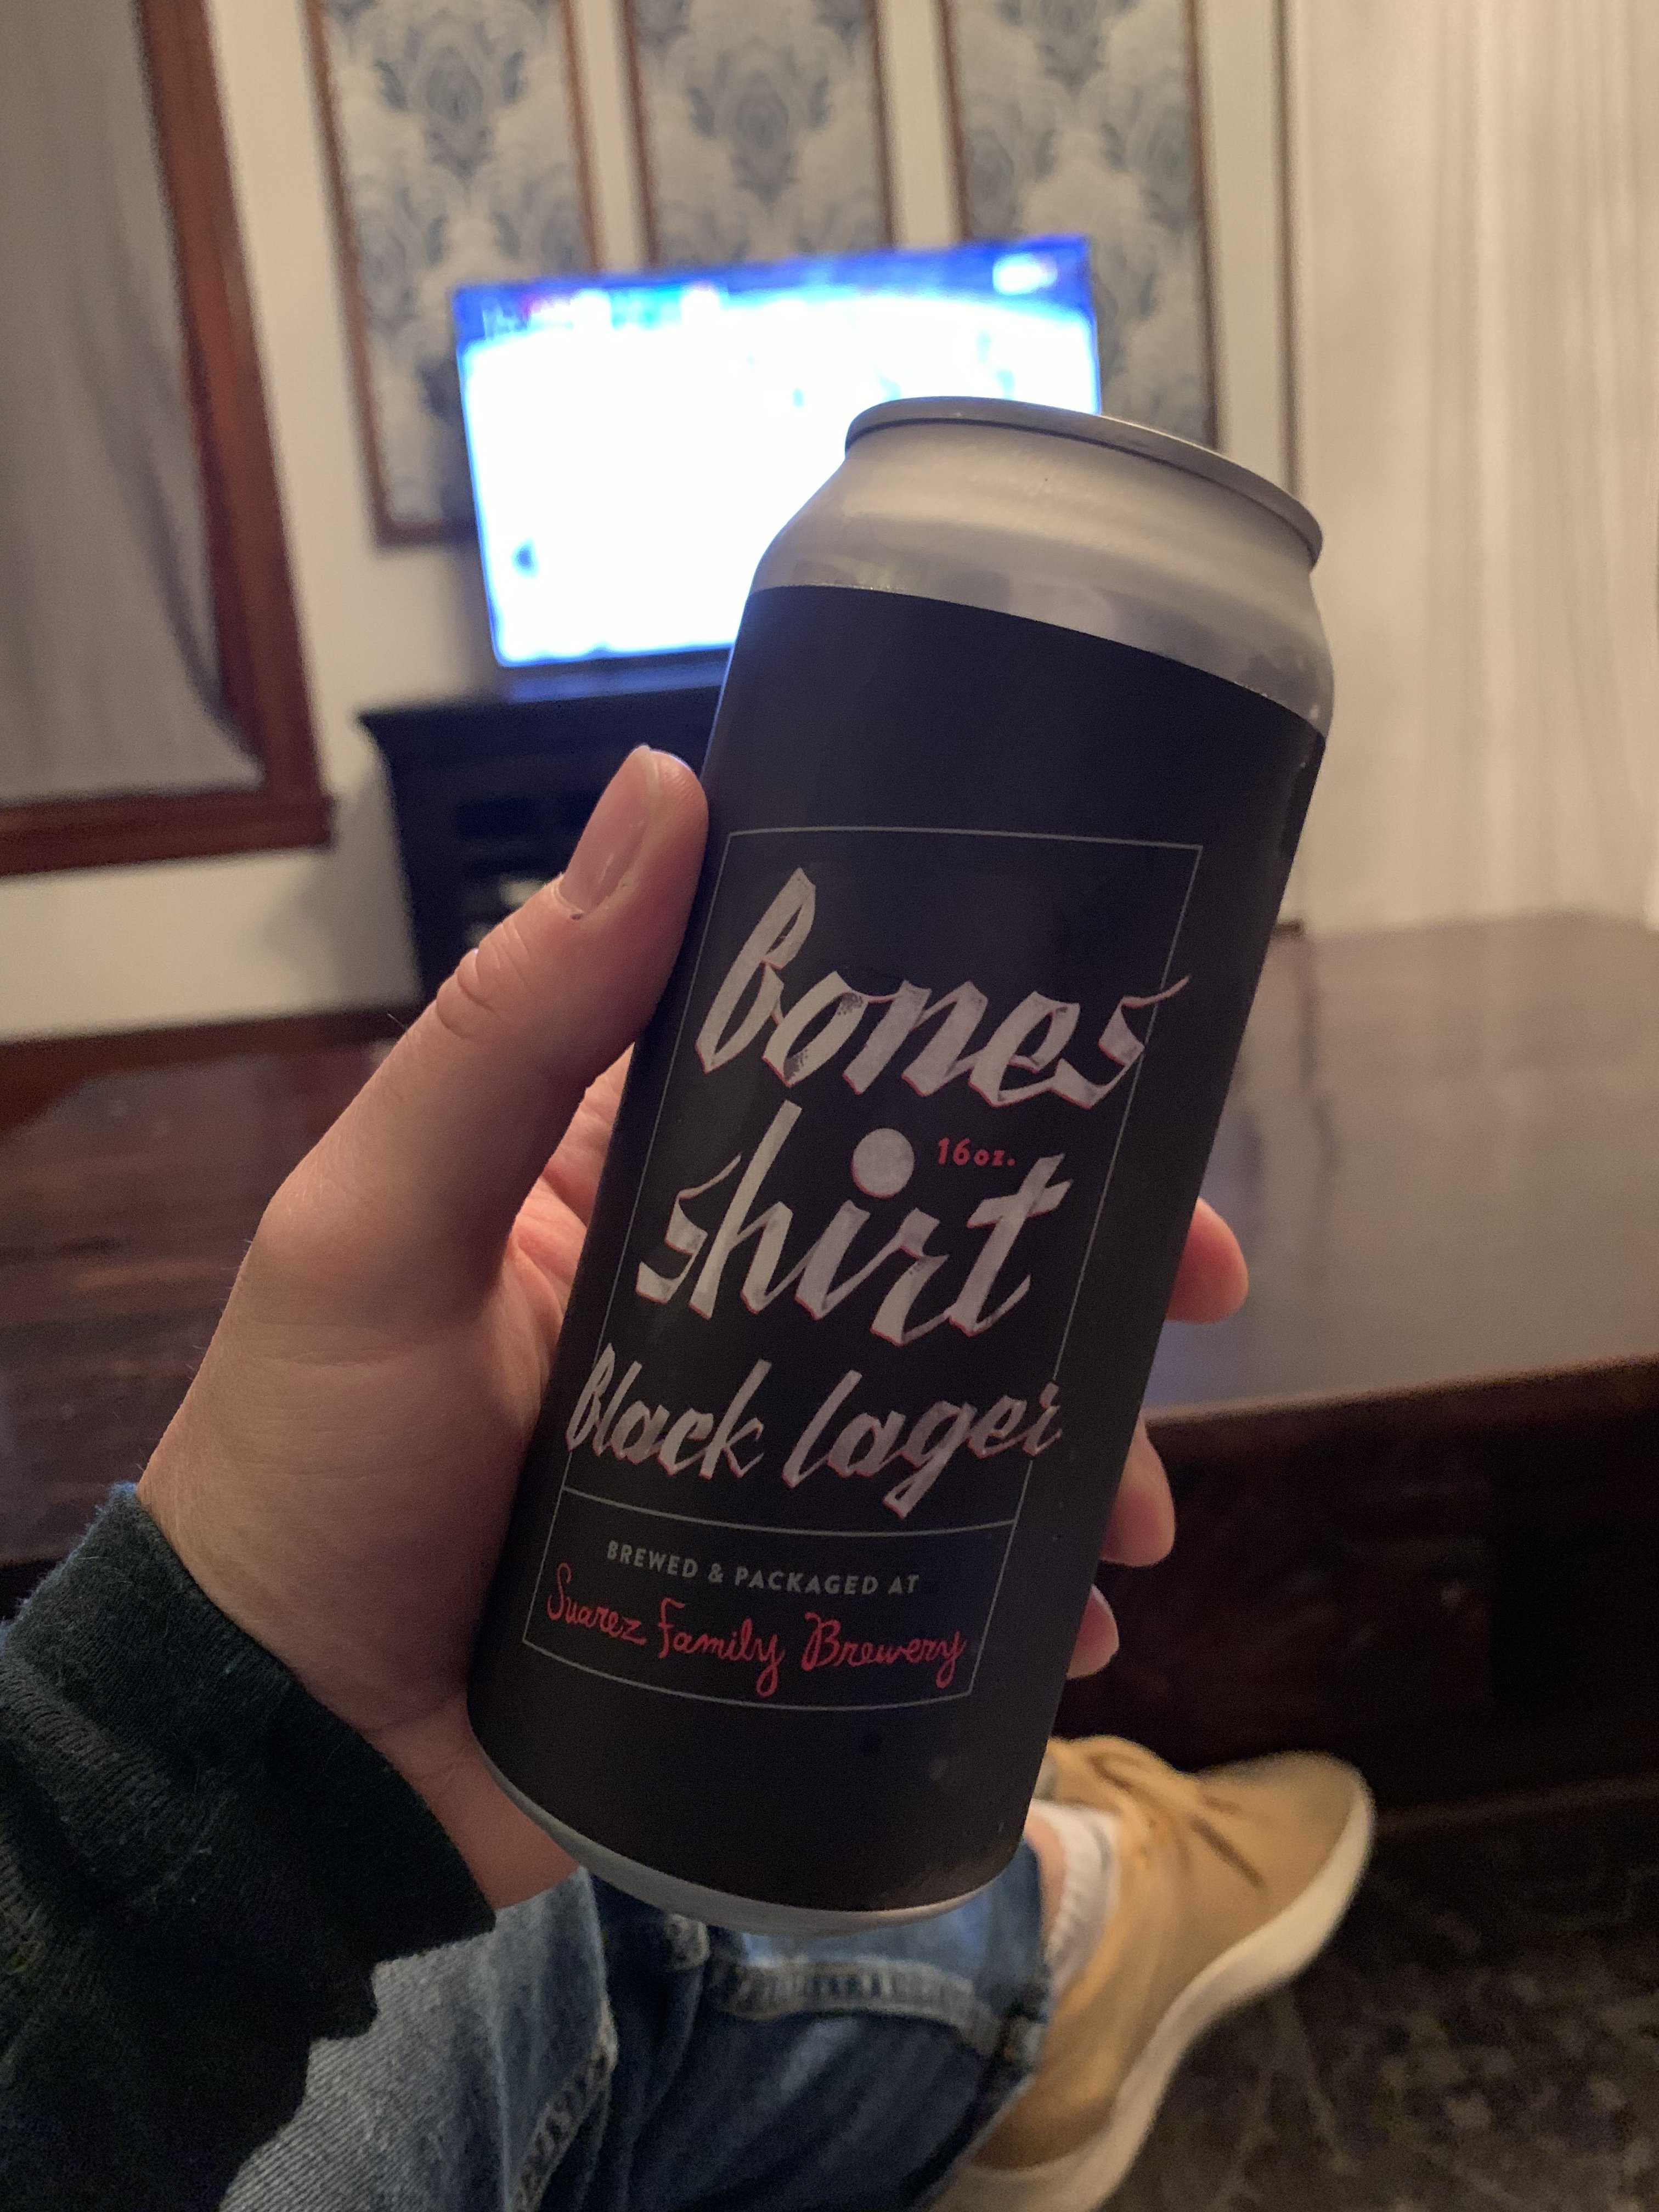 bones
shirt
16oz.
Black lager
BREWED & PACKAGED AT
Suarez Family Brewery